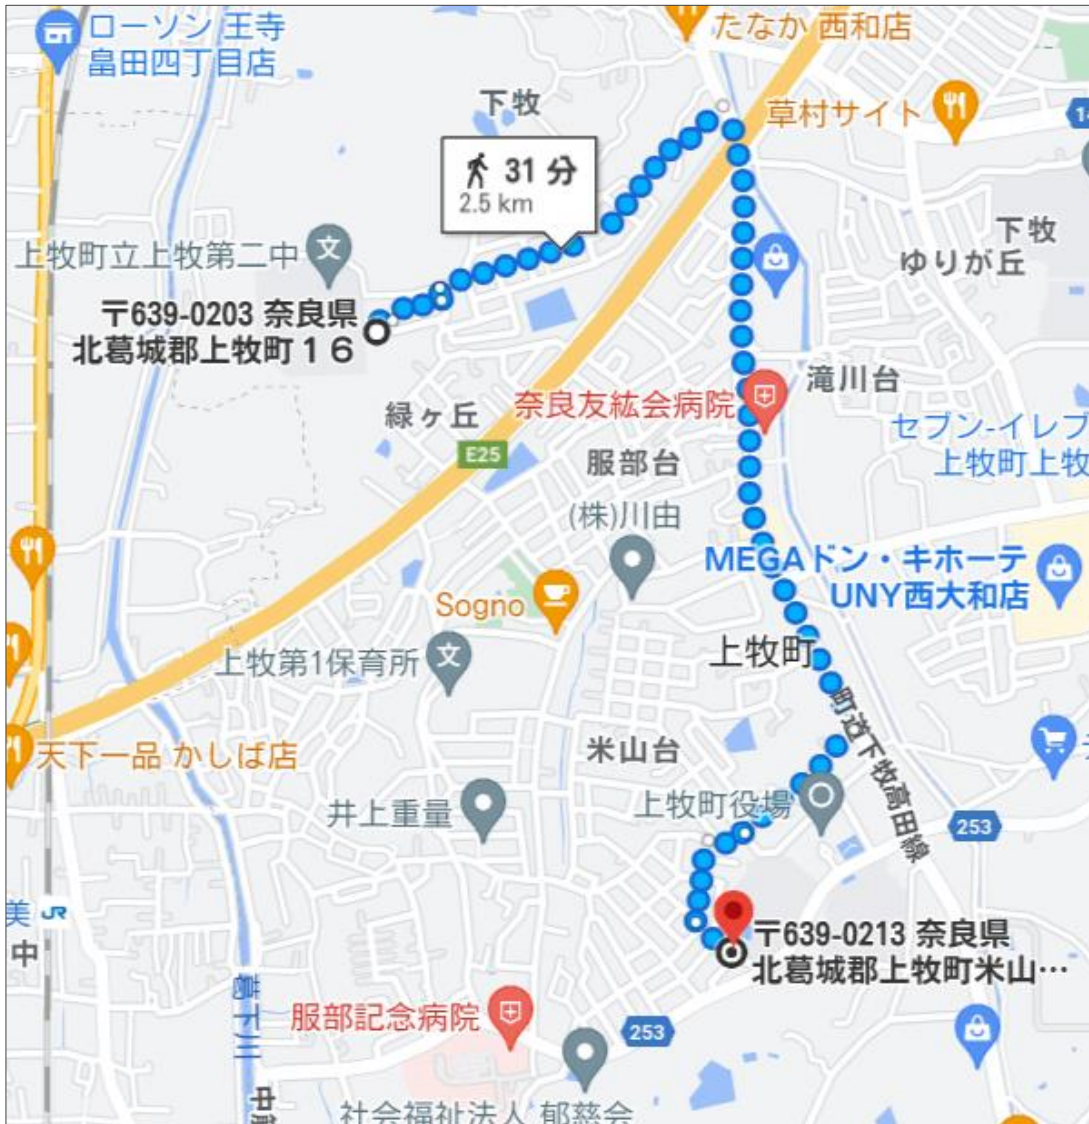 ローソン 王寺
畠田四丁目店
たなか 西和店
下牧
草村サイト
14
31 分
2.5 km
上牧町立上牧第二中
下牧
ゆりが丘
〒639-0203 奈良県
北葛城郡上牧町１６
滝川台
緑ヶ丘
奈良友紘会病院
セブン-イレブ
上牧町上牧
E25
服部台
(株)川由
MEGAドン・キホーテ
UNY西大和店
Sogno
上牧町
上牧第1保育所
町道下牧高田線
米山台
天下一品 かしば店
上牧町役場
井上重量
253
美
JR
中
〒639-0213 奈良県
北葛城郡上牧町米山…
葛下川
服部記念病院
253
社会福祉法人 郁慈会